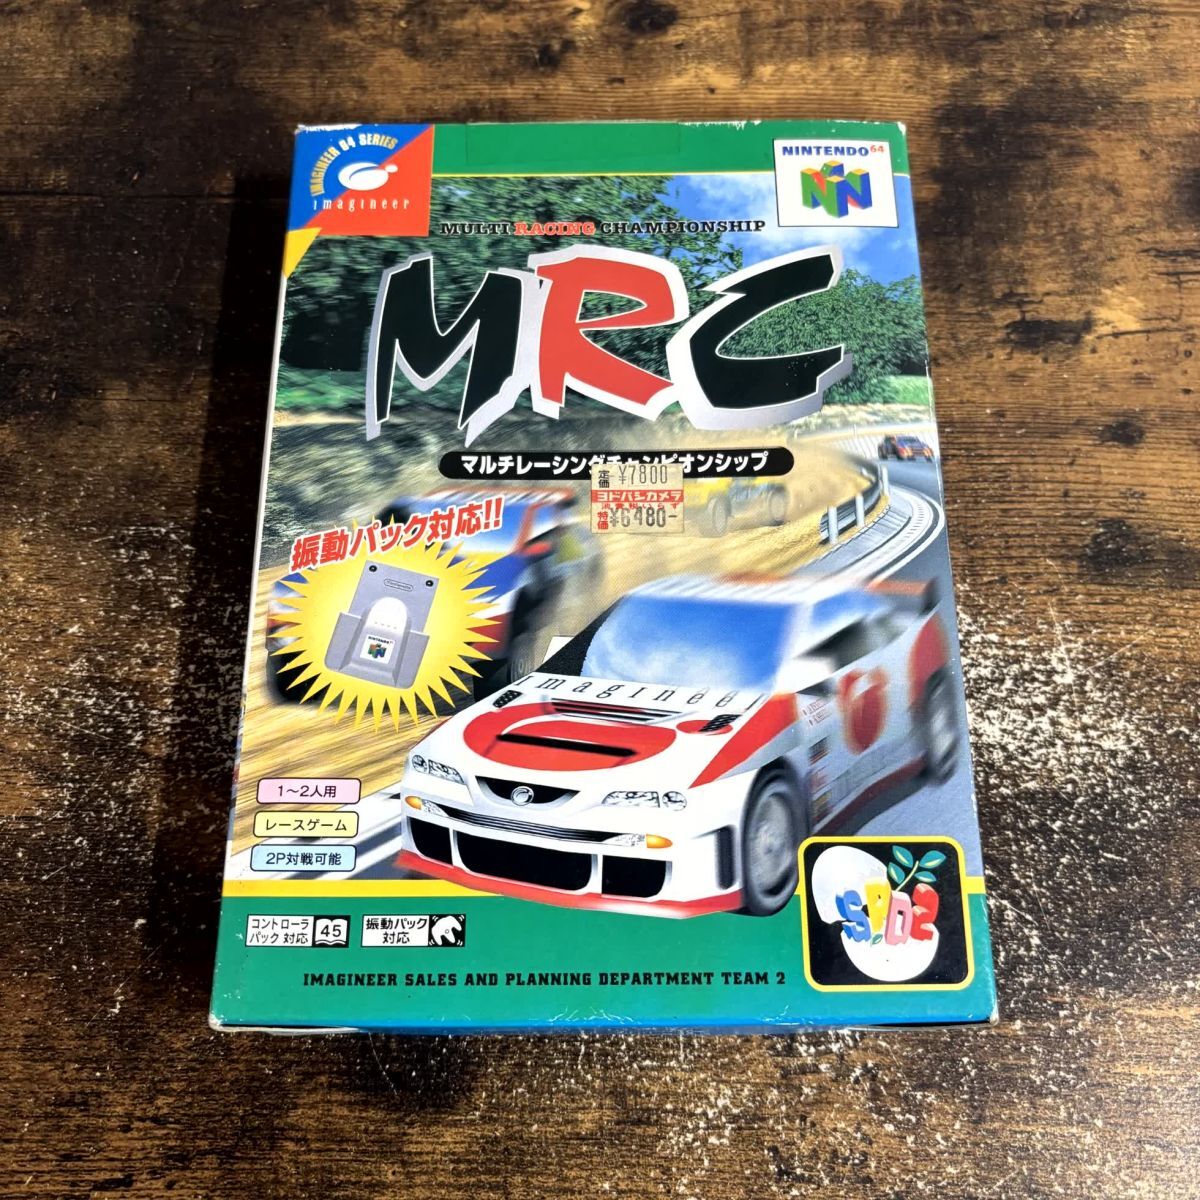 IMAGINEER 64 SERIES
imagineer
NINTENDO 64
MULTI RACING CHAMPIONSHIP
MRC
マルチレーシングチャンピオンシップ
定価 ¥7800
ヨドバシカメラ
特価 ¥6480-
振動パック対応!!
NINTENDO 64
imagineer
1〜2人用
レースゲーム
2P対戦可能
SPD2
コントローラ
パック 対応
45
振動パック
対応
IMAGINEER SALES AND PLANNING DEPARTMENT TEAM 2